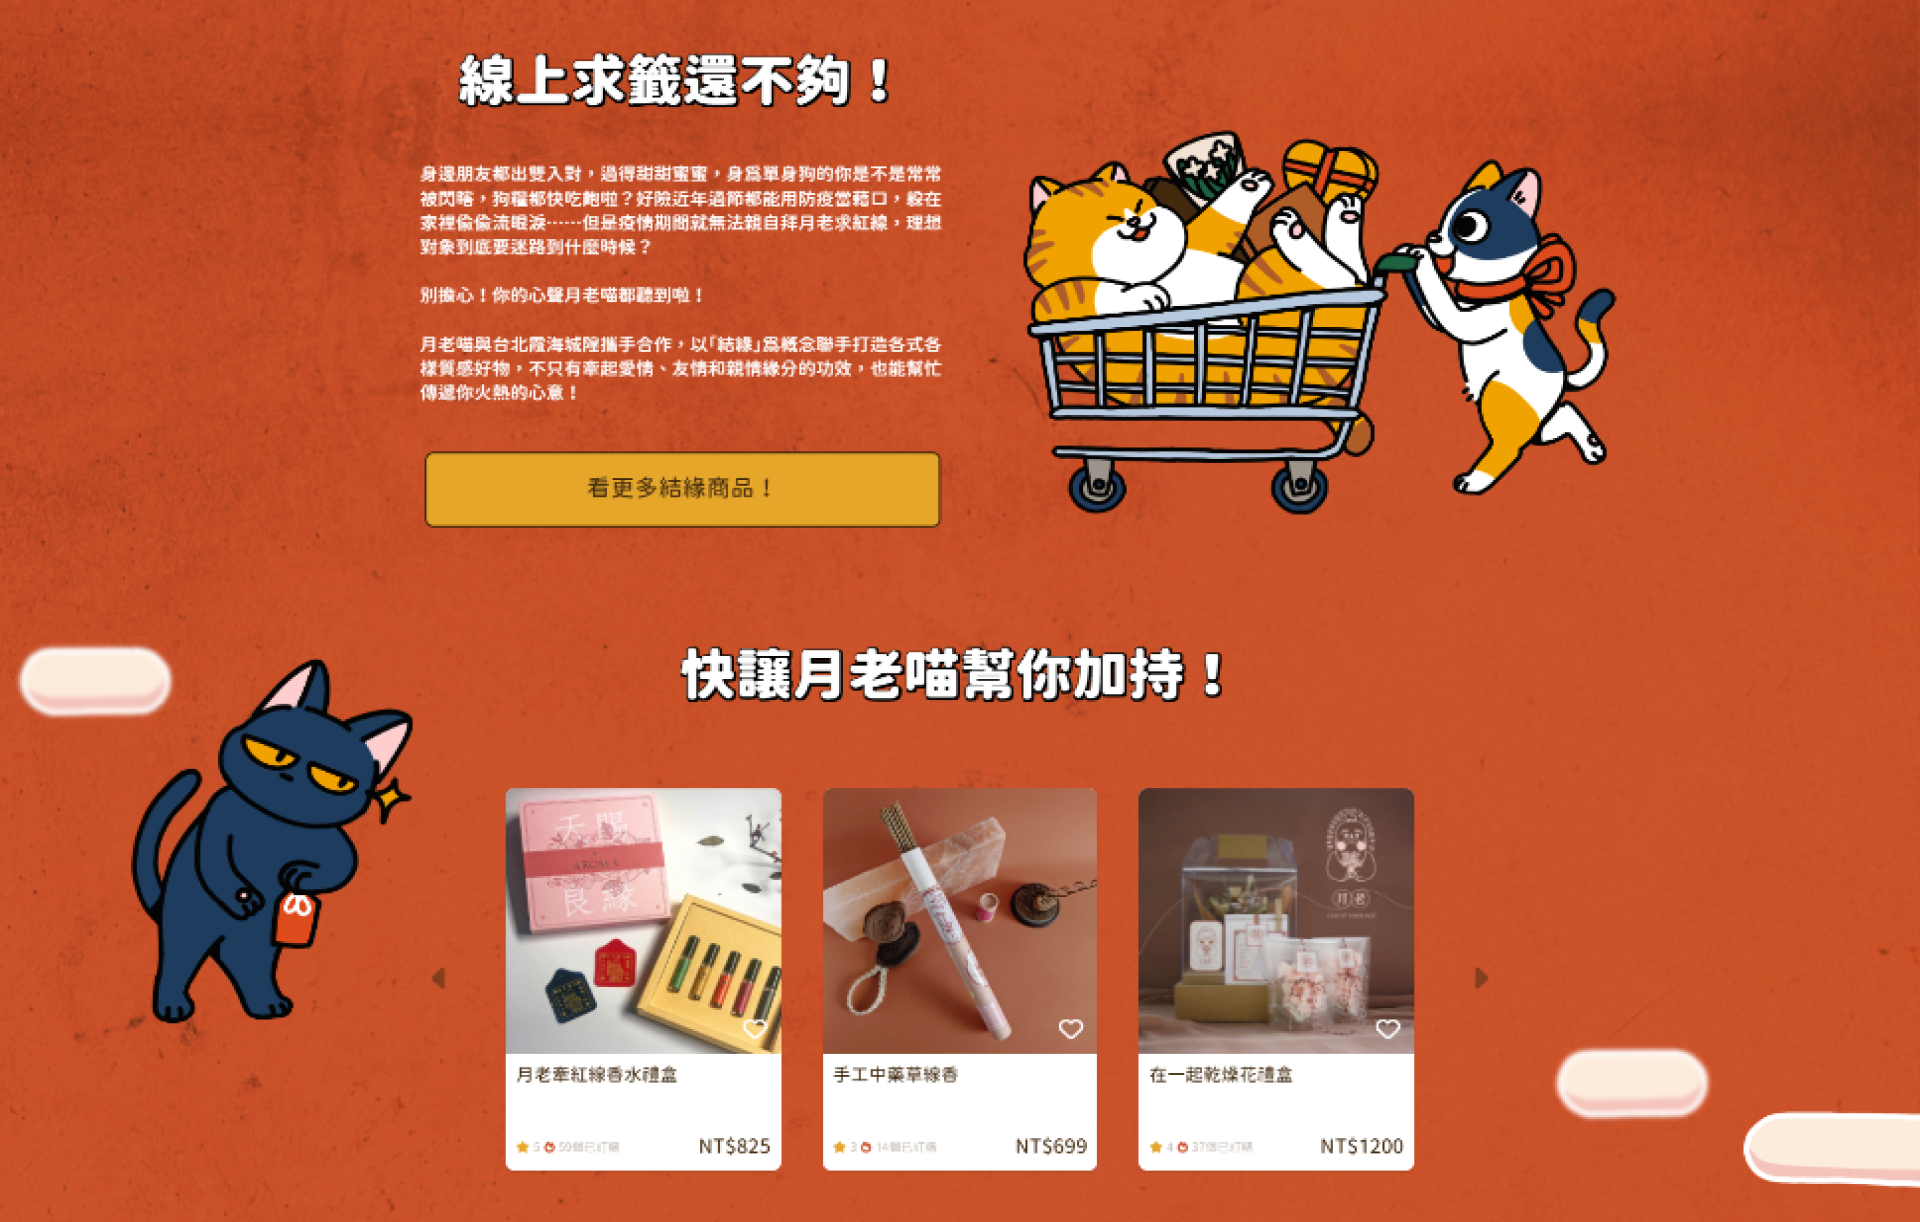 線上求籤還不夠！
身邊朋友都出雙入對，過得甜甜蜜蜜，身為單身狗的你是不是常常
被閃瞎，狗糧都快吃飽啦？好險近年過節都能用防疫當藉口，躲在
家裡偷偷流眼淚⋯⋯但是疫情期間就無法親自拜月老求紅線，理想
對象到底要迷路到什麼時候？
別擔心！你的心聲月老喵都聽到啦！
月老喵與台北霞海城隍攜手合作，以「結緣」為概念聯手打造各式各
樣質感好物，不只有牽起愛情、友情和親情緣分的功效，也能幫忙
傳遞你火熱的心意！
看更多結緣商品！
快讓月老喵幫你加持！
天賜
AROMA
良緣
月老
月老牽紅線香水禮盒
5 59個已訂購
NT$825
手工中藥草線香
3 14個已訂購
NT$699
在一起乾燥花禮盒
4 37個已訂購
NT$1200